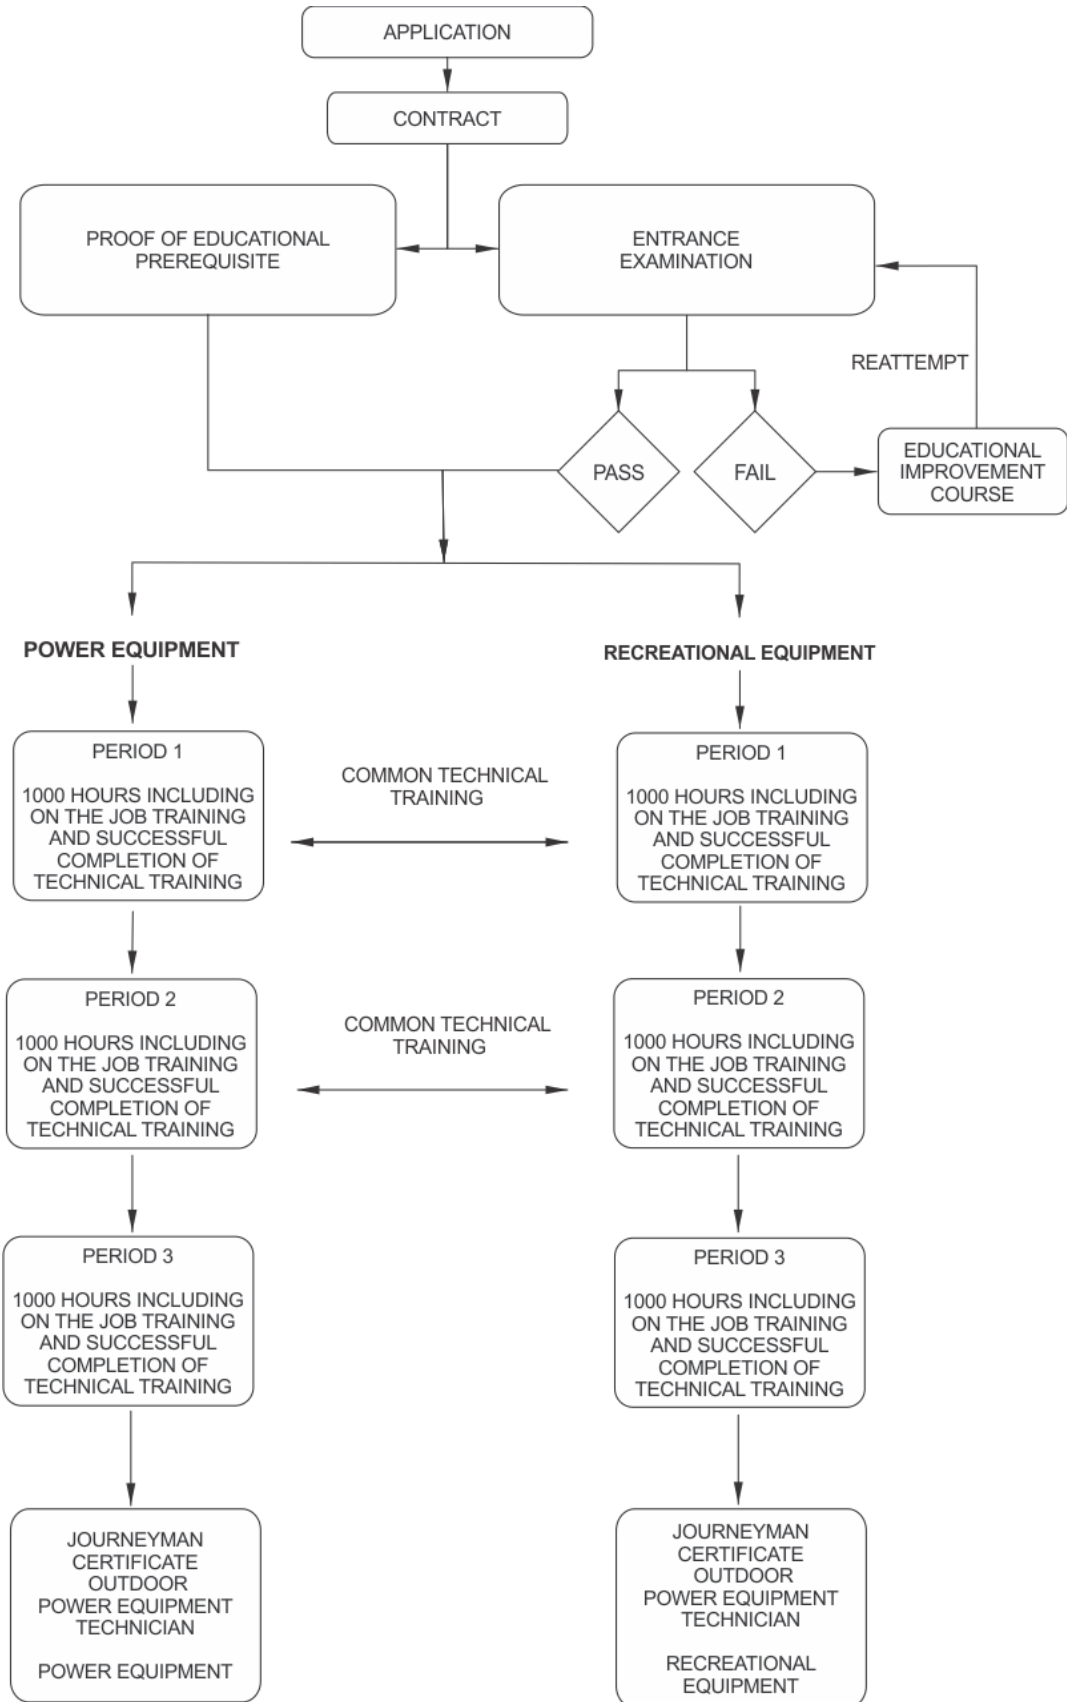 APPLICATION
CONTRACT
PROOF OF EDUCATIONAL
PREREQUISITE
ENTRANCE
EXAMINATION
REATTEMPT
PASS
FAIL
EDUCATIONAL
IMPROVEMENT
COURSE
POWER EQUIPMENT
RECREATIONAL EQUIPMENT
PERIOD 1
1000 HOURS INCLUDING
ON THE JOB TRAINING
AND SUCCESSFUL
COMPLETION OF
TECHNICAL TRAINING
COMMON TECHNICAL
TRAINING
PERIOD 1
1000 HOURS INCLUDING
ON THE JOB TRAINING
AND SUCCESSFUL
COMPLETION OF
TECHNICAL TRAINING
PERIOD 2
1000 HOURS INCLUDING
ON THE JOB TRAINING
AND SUCCESSFUL
COMPLETION OF
TECHNICAL TRAINING
COMMON TECHNICAL
TRAINING
PERIOD 2
1000 HOURS INCLUDING
ON THE JOB TRAINING
AND SUCCESSFUL
COMPLETION OF
TECHNICAL TRAINING
PERIOD 3
1000 HOURS INCLUDING
ON THE JOB TRAINING
AND SUCCESSFUL
COMPLETION OF
TECHNICAL TRAINING
PERIOD 3
1000 HOURS INCLUDING
ON THE JOB TRAINING
AND SUCCESSFUL
COMPLETION OF
TECHNICAL TRAINING
JOURNEYMAN
CERTIFICATE
OUTDOOR
POWER EQUIPMENT
TECHNICIAN
POWER EQUIPMENT
JOURNEYMAN
CERTIFICATE
OUTDOOR
POWER EQUIPMENT
TECHNICIAN
RECREATIONAL
EQUIPMENT